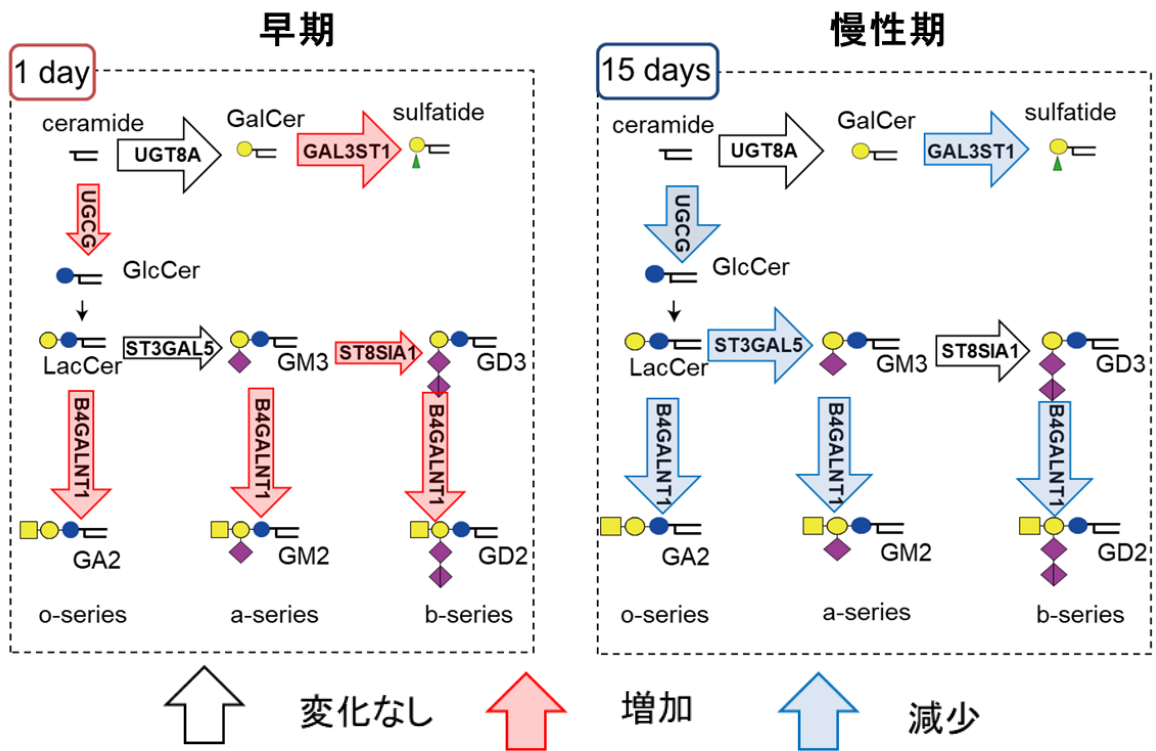 早期
1 day
ceramide
UGT8A
GalCer
GAL3ST1
sulfatide
UGCG
GlcCer
LacCer
ST3GAL5
GM3
ST8SIA1
GD3
B4GALNT1
B4GALNT1
B4GALNT1
GA2
GM2
GD2
o-series
a-series
b-series
慢性期
15 days
ceramide
UGT8A
GalCer
GAL3ST1
sulfatide
UGCG
GlcCer
LacCer
ST3GAL5
GM3
ST8SIA1
GD3
B4GALNT1
B4GALNT1
B4GALNT1
GA2
GM2
GD2
o-series
a-series
b-series
変化なし
増加
減少